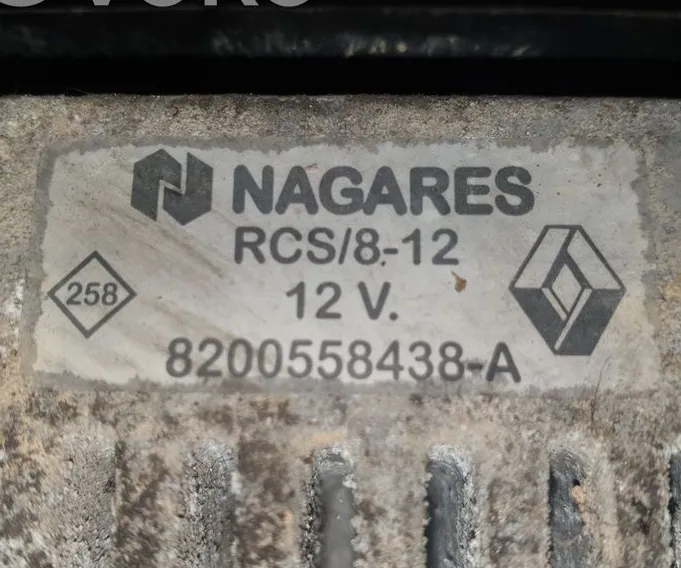 NAGARES
RCS/8-12
258
12 V.
8200558438-A